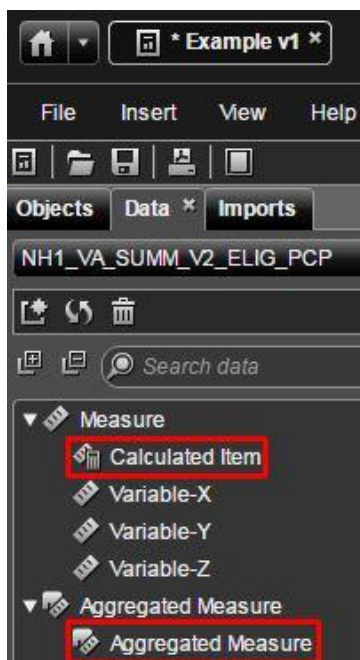 * Example v1
File Insert View Help
Objects Data Imports
NH1_VA_SUMM_V2_ELIG_PCP
Search data
Measure
Calculated Item
Variable-X
Variable-Y
Variable-Z
Aggregated Measure
Aggregated Measure